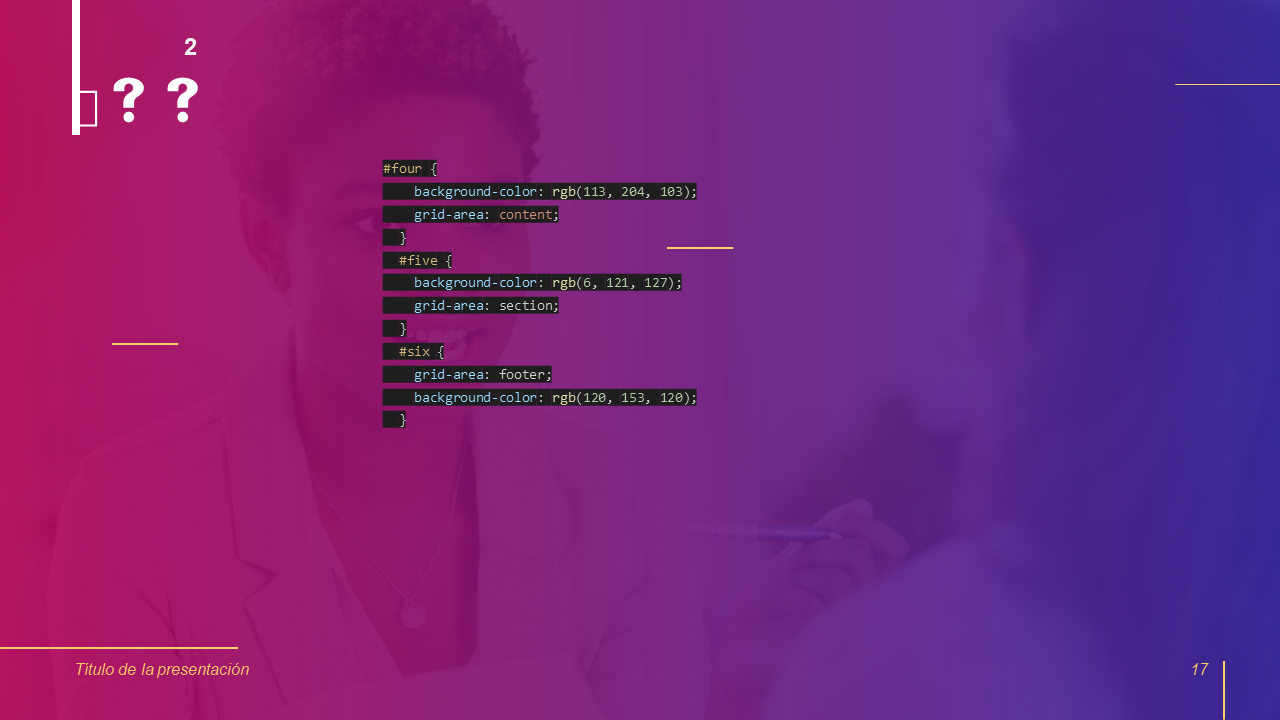 2
? ?
#four {
    background-color: rgb(113, 204, 103);
    grid-area: content;
  }
  #five {
    background-color: rgb(6, 121, 127);
    grid-area: section;
  }
  #six {
    grid-area: footer;
    background-color: rgb(120, 153, 120);
  }
Título de la presentación
17